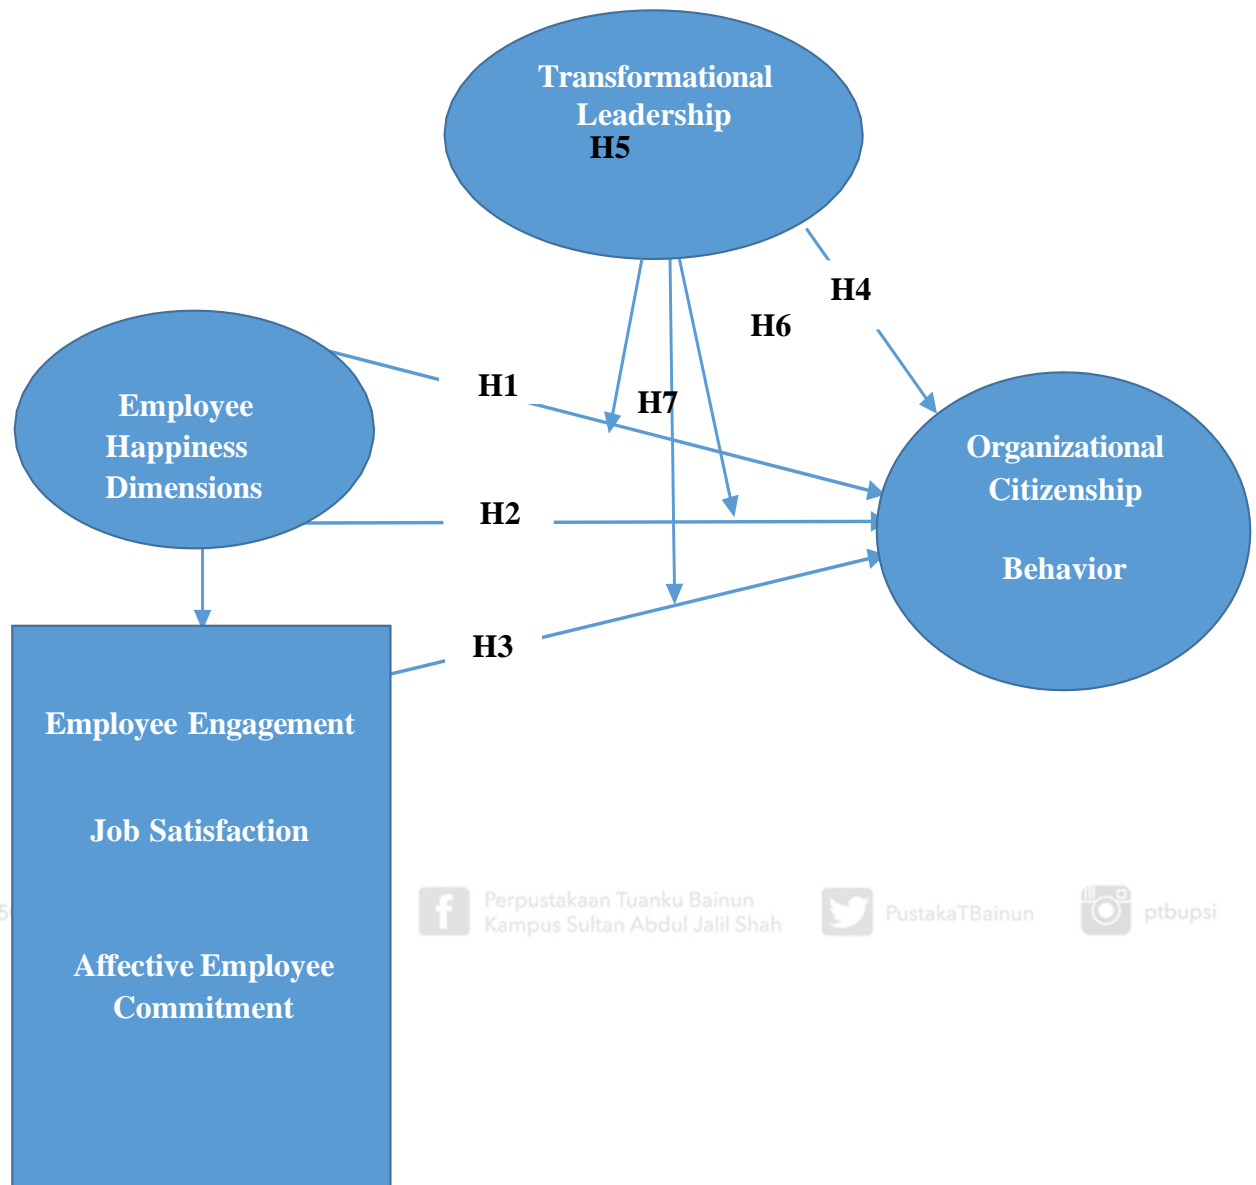 Transformational
Leadership
H5
H4
H6
H1
H7
Employee
Happiness
Dimensions
Organizational
Citizenship
Behavior
H2
H3
Employee Engagement
Job Satisfaction
Perpustakaan Tuanku Bainun
Kampus Sultan Abdul Jalil Shah
PustakaTBainun
ptbupsi
Affective Employee
Commitment